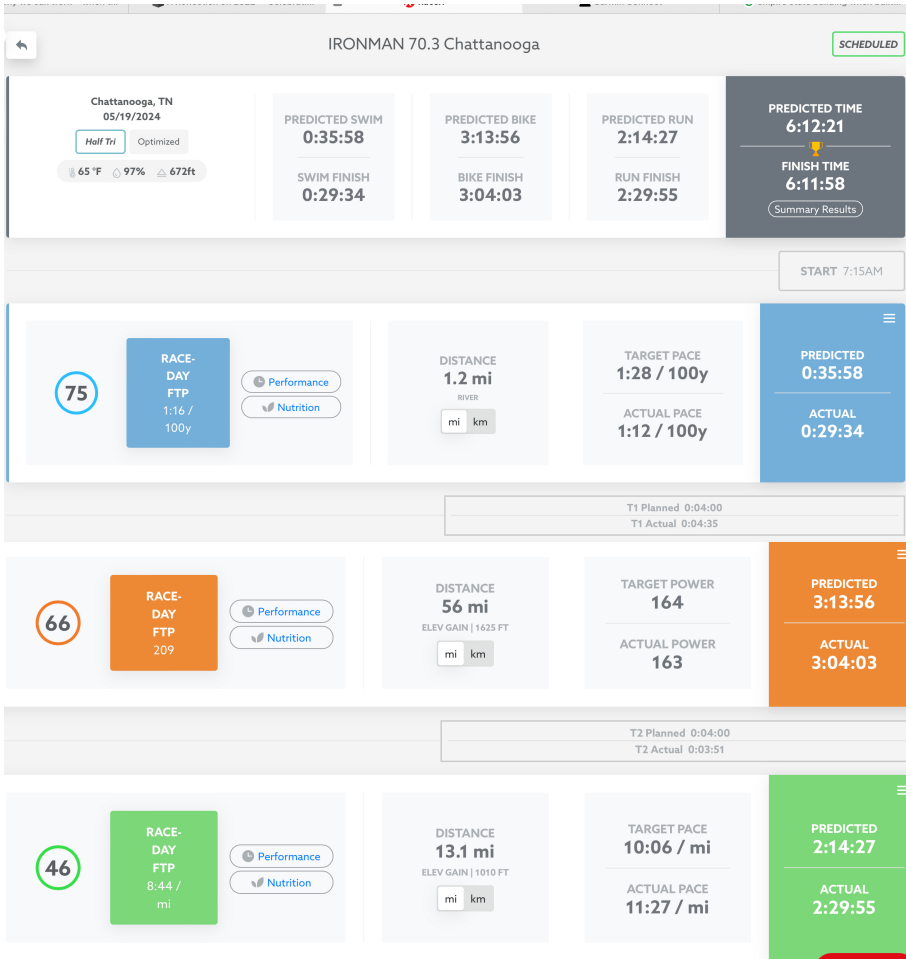 IRONMAN 70.3 Chattanooga
SCHEDULED
Chattanooga, TN
05/19/2024
Half Tri
Optimized
65 °F 97% 672ft
PREDICTED SWIM
0:35:58
SWIM FINISH
0:29:34
PREDICTED BIKE
3:13:56
BIKE FINISH
3:04:03
PREDICTED RUN
2:14:27
RUN FINISH
2:29:55
PREDICTED TIME
6:12:21
FINISH TIME
6:11:58
Summary Results
START 7:15AM
75
RACE-
DAY
FTP
1:16 /
100y
Performance
Nutrition
DISTANCE
1.2 mi
RIVER
mi km
TARGET PACE
1:28 / 100y
ACTUAL PACE
1:12 / 100y
PREDICTED
0:35:58
ACTUAL
0:29:34
T1 Planned 0:04:00
T1 Actual 0:04:35
66
RACE-
DAY
FTP
209
Performance
Nutrition
DISTANCE
56 mi
ELEV GAIN | 1625 FT
mi km
TARGET POWER
164
ACTUAL POWER
163
PREDICTED
3:13:56
ACTUAL
3:04:03
T2 Planned 0:04:00
T2 Actual 0:03:51
46
RACE-
DAY
FTP
8:44 /
mi
Performance
Nutrition
DISTANCE
13.1 mi
ELEV GAIN | 1010 FT
mi km
TARGET PACE
10:06 / mi
ACTUAL PACE
11:27 / mi
PREDICTED
2:14:27
ACTUAL
2:29:55